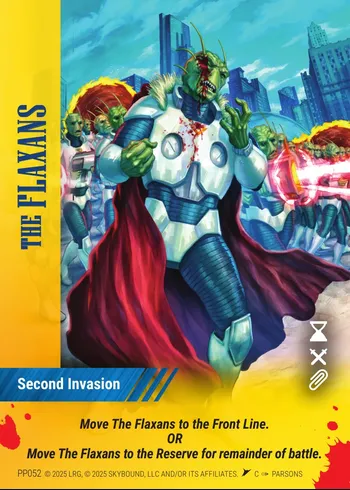 THE FLAXANS
Second Invasion
Move The Flaxans to the Front Line.
OR
Move The Flaxans to the Reserve for remainder of battle.
PP052 © 2025 LRG, © 2025 SKYBOUND, LLC AND/OR ITS AFFILIATES. C PARSONS